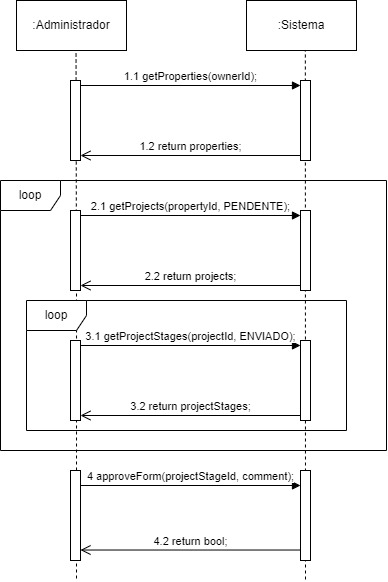 :Administrador
:Sistema
1.1 getProperties(ownerId);
1.2 return properties;
loop
2.1 getProjects(propertyId, PENDENTE);
2.2 return projects;
loop
3.1 getProjectStages(projectId, ENVIADO);
3.2 return projectStages;
4 approveForm(projectStageId, comment);
4.2 return bool;